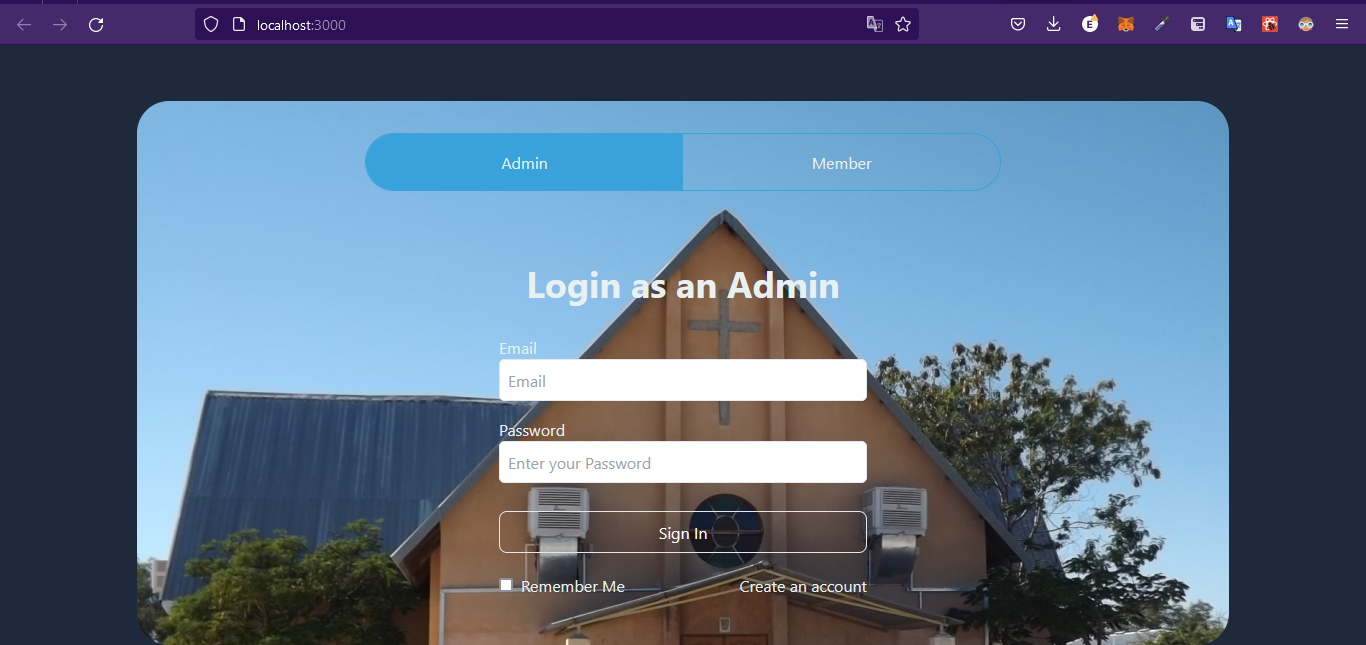 localhost:3000
Admin
Member
Login as an Admin
Email
Email
Password
Enter your Password
Sign In
Remember Me
Create an account